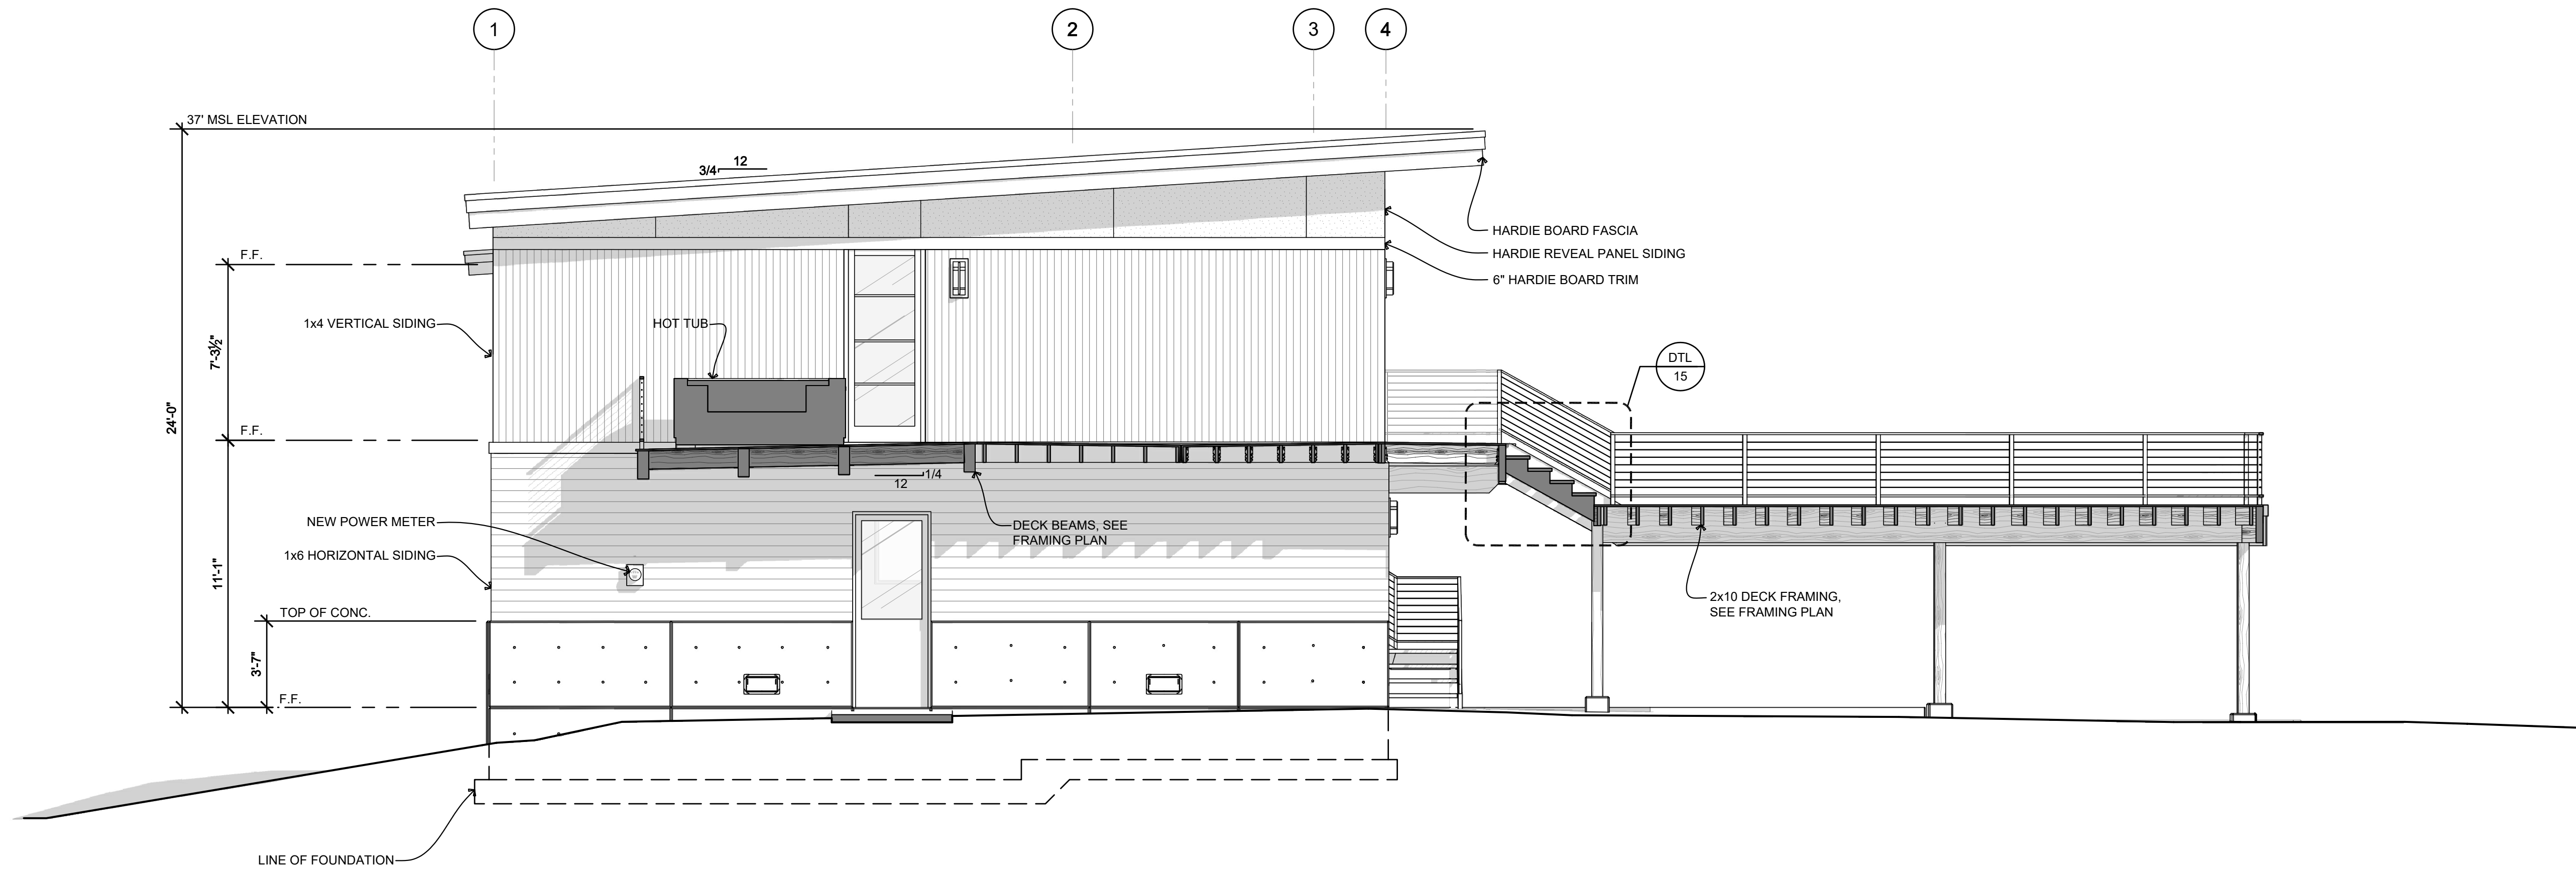 1
2
3
4
37' MSL ELEVATION
12
3/4
HARDIE BOARD FASCIA
HARDIE REVEAL PANEL SIDING
6" HARDIE BOARD TRIM
F.F.
1x4 VERTICAL SIDING
HOT TUB
7'-3½"
DTL
15
24'-0"
F.F.
1/4
12
NEW POWER METER
DECK BEAMS, SEE
FRAMING PLAN
1x6 HORIZONTAL SIDING
11'-1"
2x10 DECK FRAMING,
SEE FRAMING PLAN
TOP OF CONC.
3'-7"
F.F.
LINE OF FOUNDATION